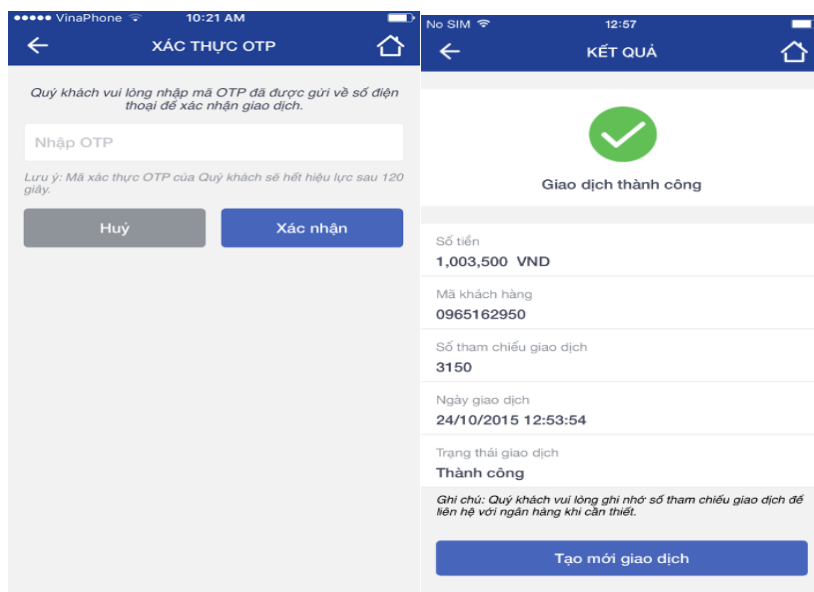 VinaPhone 10:21 AM
XÁC THỰC OTP
Quý khách vui lòng nhập mã OTP đã được gửi về số điện
thoại để xác nhận giao dịch.
Nhập OTP
Lưu ý: Mã xác thực OTP của Quý khách sẽ hết hiệu lực sau 120
giây.
Huỷ
Xác nhận
No SIM 12:57
KẾT QUẢ
Giao dịch thành công
Số tiền
1,003,500 VND
Mã khách hàng
0965162950
Số tham chiếu giao dịch
3150
Ngày giao dịch
24/10/2015 12:53:54
Trạng thái giao dịch
Thành công
Ghi chú: Quý khách vui lòng ghi nhớ số tham chiếu giao dịch để
liên hệ với ngân hàng khi cần thiết.
Tạo mới giao dịch